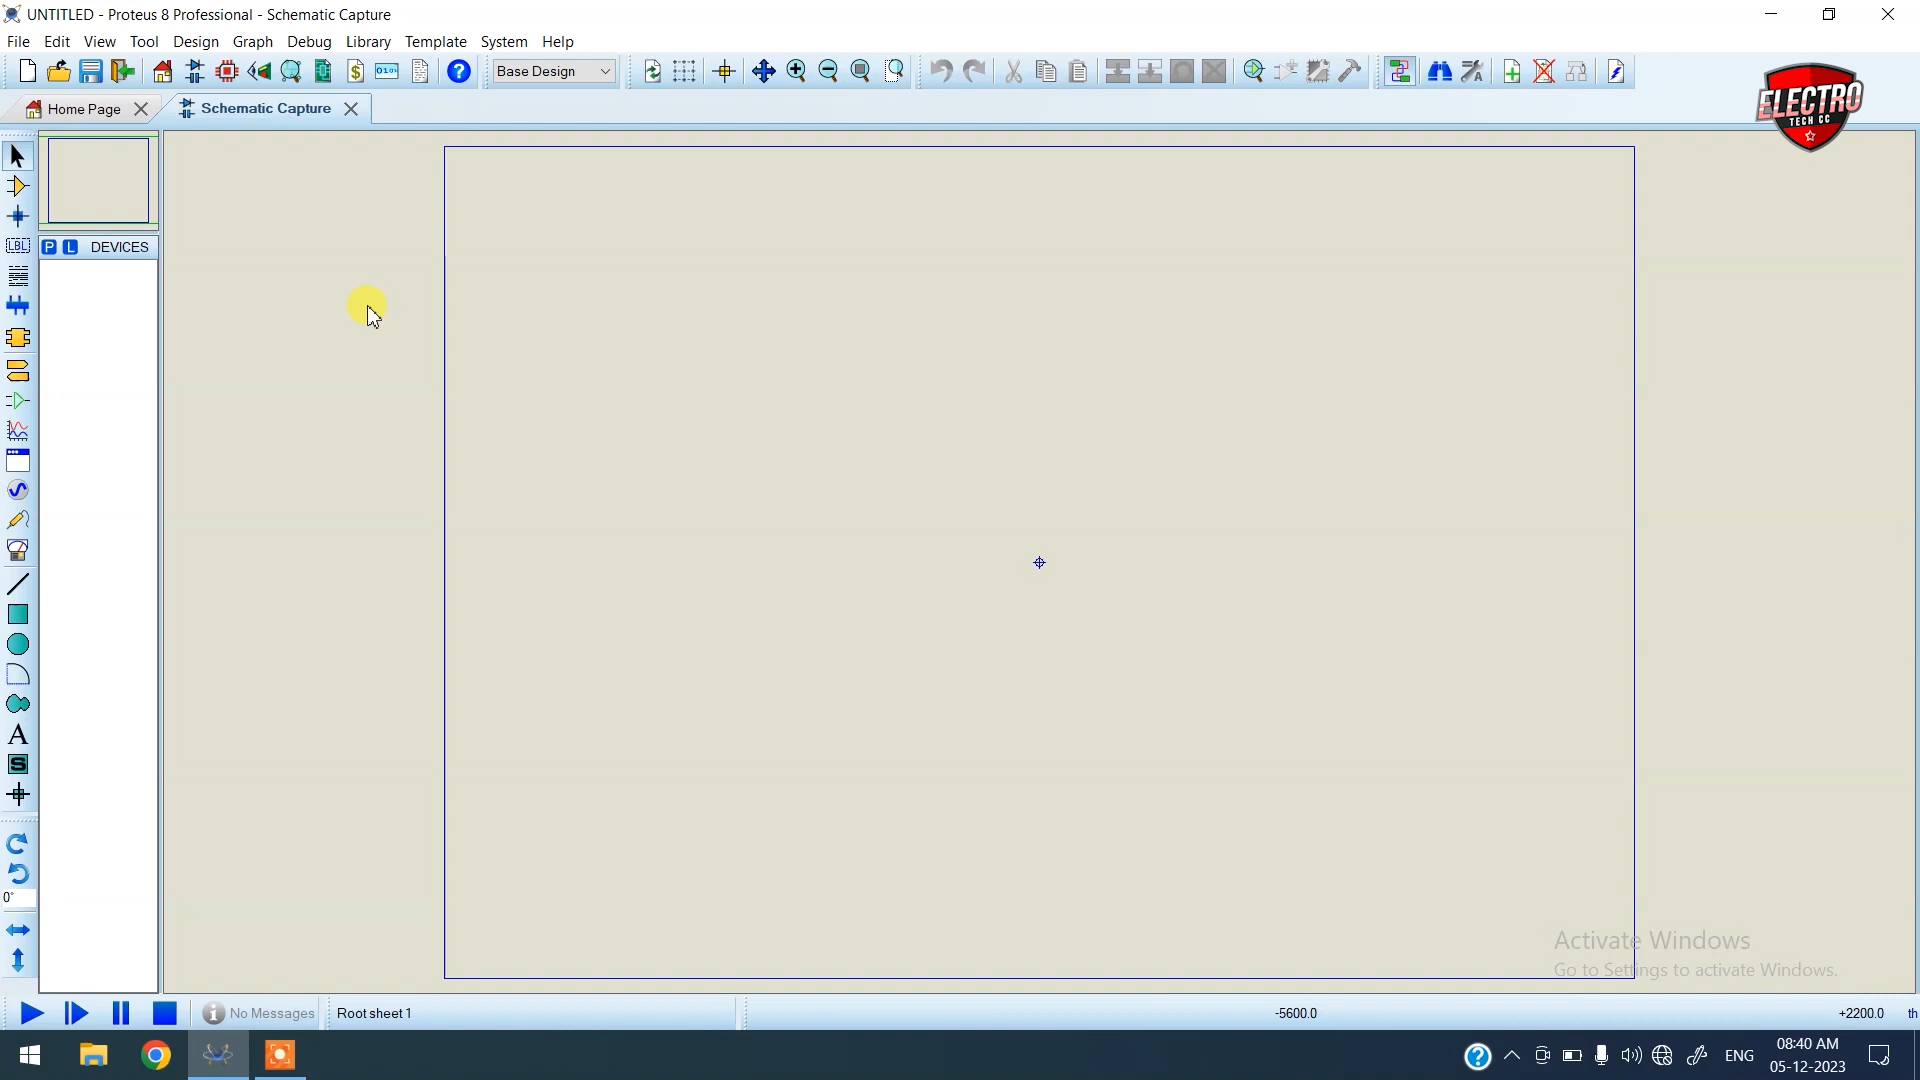 UNTITLED - Proteus 8 Professional - Schematic Capture
File Edit View Tool Design Graph Debug Library Template System Help
$ 0101 ? Base Design
Home Page Schematic Capture
ELECTRO
TECH CC
LBL
P L DEVICES
A
S
0°
Activate Windows
Go to Settings to activate Windows.
No Messages Root sheet 1 -5600.0 +2200.0 th
? ENG 08:40 AM
05-12-2023